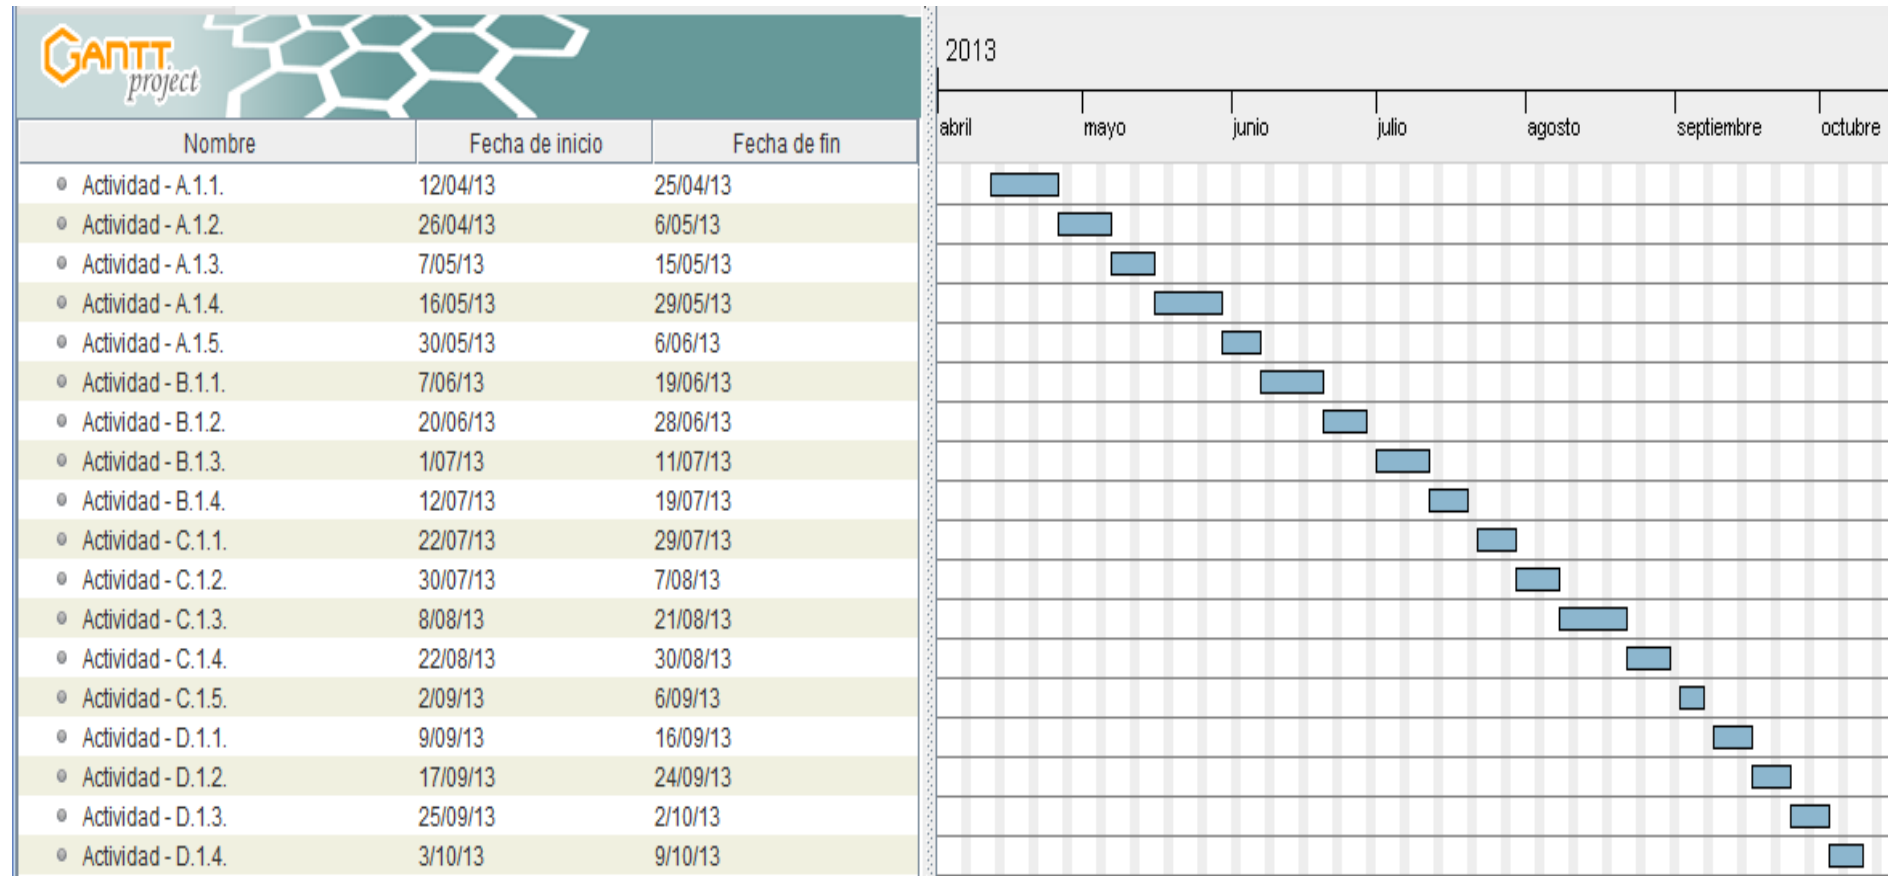 GANTT
project
2013
abril mayo junio julio agosto septiembre octubre
Nombre Fecha de inicio Fecha de fin
Actividad - A.1.1. 12/04/13 25/04/13
Actividad - A.1.2. 26/04/13 6/05/13
Actividad - A.1.3. 7/05/13 15/05/13
Actividad - A.1.4. 16/05/13 29/05/13
Actividad - A.1.5. 30/05/13 6/06/13
Actividad - B.1.1. 7/06/13 19/06/13
Actividad - B.1.2. 20/06/13 28/06/13
Actividad - B.1.3. 1/07/13 11/07/13
Actividad - B.1.4. 12/07/13 19/07/13
Actividad - C.1.1. 22/07/13 29/07/13
Actividad - C.1.2. 30/07/13 7/08/13
Actividad - C.1.3. 8/08/13 21/08/13
Actividad - C.1.4. 22/08/13 30/08/13
Actividad - C.1.5. 2/09/13 6/09/13
Actividad - D.1.1. 9/09/13 16/09/13
Actividad - D.1.2. 17/09/13 24/09/13
Actividad - D.1.3. 25/09/13 2/10/13
Actividad - D.1.4. 3/10/13 9/10/13